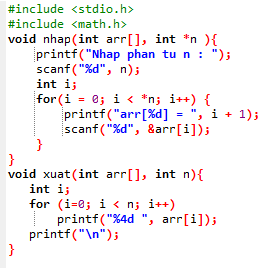 #include <stdio.h>
#include <math.h>
void nhap(int arr[], int *n ){
    printf("Nhap phan tu n : ");
    scanf("%d", n);
    int i;
    for(i = 0; i < *n; i++) {
        printf("arr[%d] = ", i + 1);
        scanf("%d", &arr[i]);
    }
}
void xuat(int arr[], int n){
   int i;
   for (i=0; i < n; i++)
       printf("%4d ", arr[i]);
   printf("\n");
}